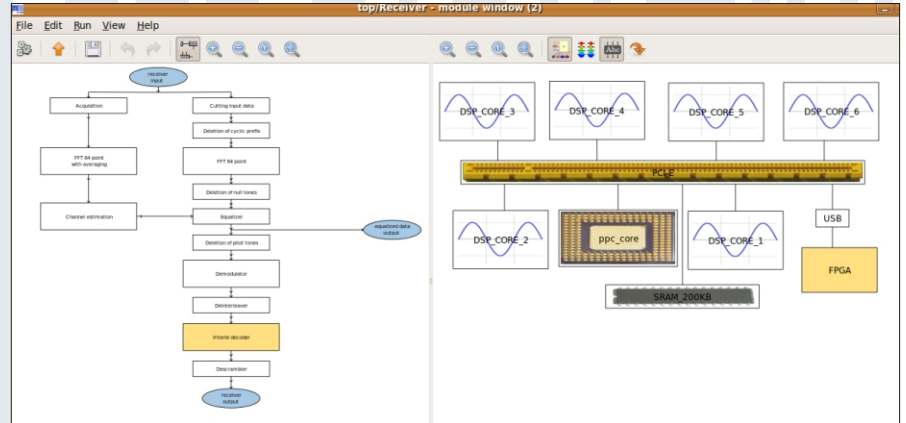 top/Receiver - module window (2)
File Edit Run View Help
Abc
receiver
input
Acquisition
Cutting input data
Deletion of cyclic prefix
FFT 64 point
with averaging
FFT 64 point
Deletion of null tones
Channel estimation
Equalizer
equalized data
output
Deletion of pilot tones
Demodulator
Deinterleaver
Viterbi decoder
Descrambler
receiver
output
DSP_CORE_3
DSP_CORE_4
DSP_CORE_5
DSP_CORE_6
PCI_E
DSP_CORE_2
ppc_core
DSP_CORE_1
USB
FPGA
SRAM_200KB